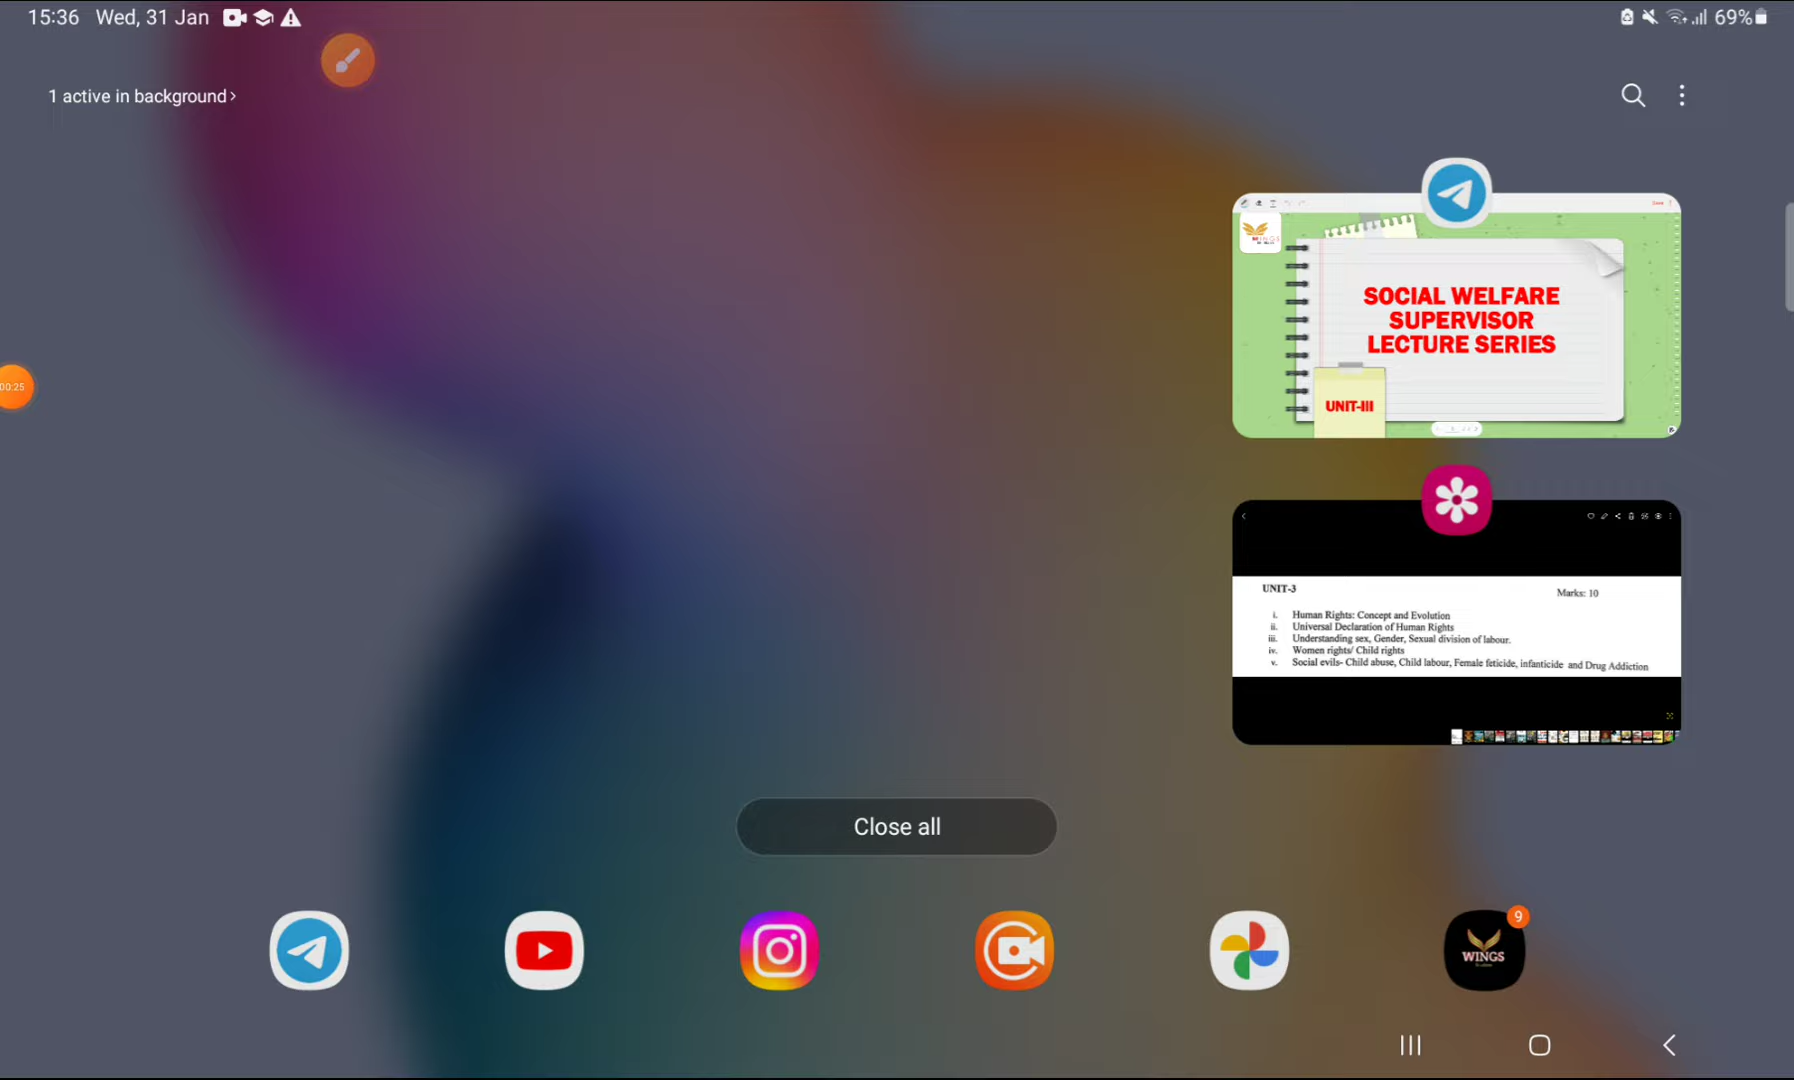 15:36 Wed, 31 Jan
69%
1 active in background
WINGS
SOCIAL WELFARE
SUPERVISOR
LECTURE SERIES
UNIT-III
00:25
UNIT-3
Marks: 10
i. Human Rights: Concept and Evolution
ii. Universal Declaration of Human Rights
iii. Understanding sex, Gender, Sexual division of labour.
iv. Women rights/ Child rights
v. Social evils- Child abuse, Child labour, Female feticide, infanticide and Drug Addiction
Close all
9
WINGS